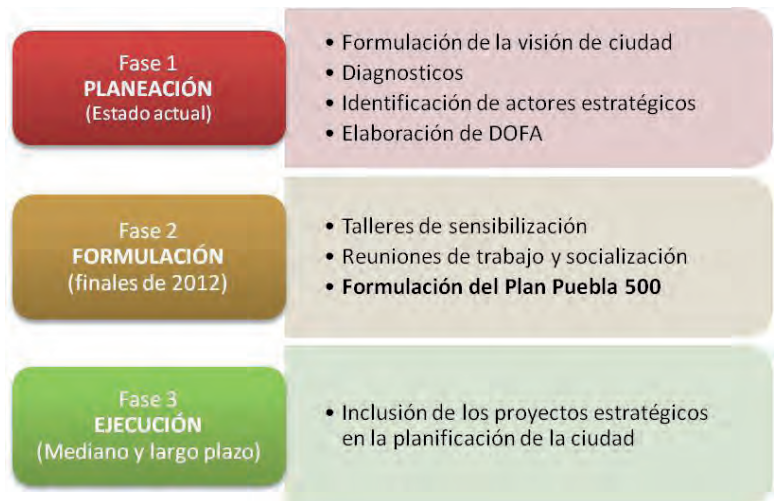 Fase 1
PLANEACIÓN
(Estado actual)
• Formulación de la visión de ciudad
• Diagnosticos
• Identificación de actores estratégicos
• Elaboración de DOFA
Fase 2
FORMULACIÓN
(finales de 2012)
• Talleres de sensibilización
• Reuniones de trabajo y socialización
• Formulación del Plan Puebla 500
Fase 3
EJECUCIÓN
(Mediano y largo plazo)
• Inclusión de los proyectos estratégicos
en la planificación de la ciudad